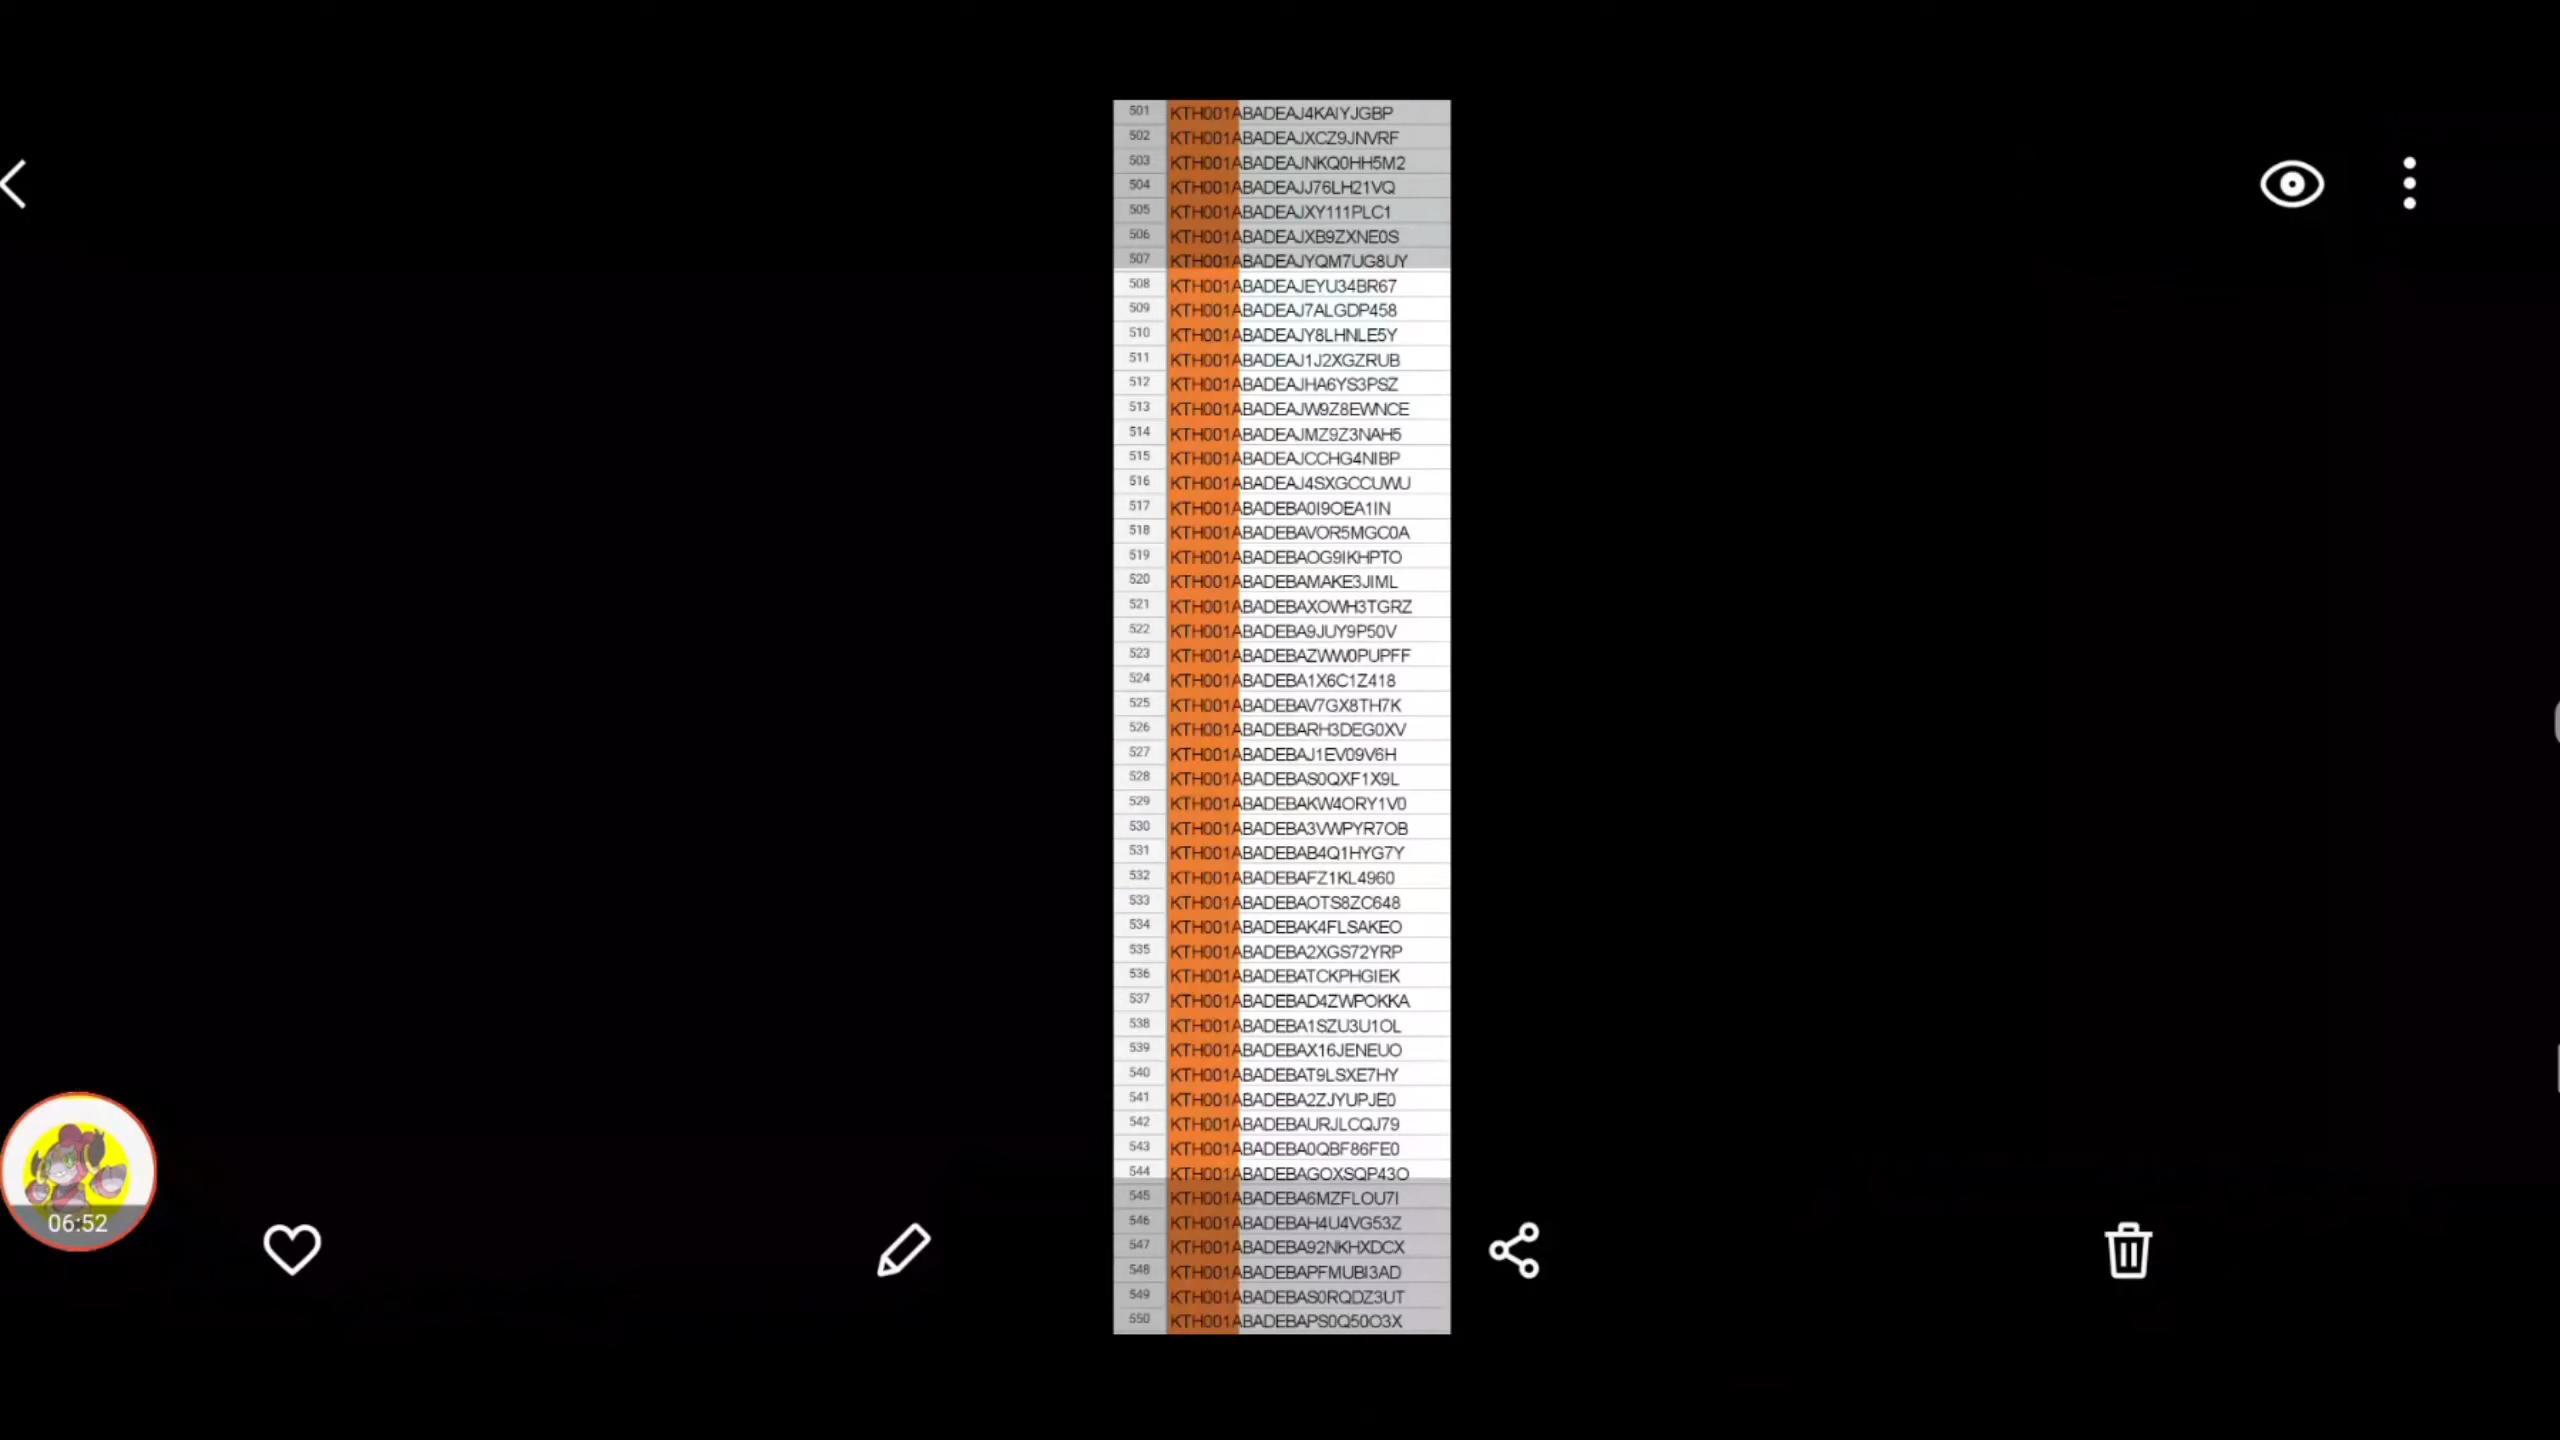 501 KTH001ABADEAJ4KAIYJGBP
502 KTH001ABADEAJXCZ9JNVRF
503 KTH001ABADEAJNKQ0HH5M2
504 KTH001ABADEAJJ76LH21VQ
505 KTH001ABADEAJXY111PLC1
506 KTH001ABADEAJXB9ZXNE0S
507 KTH001ABADEAJYQM7UG8UY
508 KTH001ABADEAJEYU34BR67
509 KTH001ABADEAJ7ALGDP458
510 KTH001ABADEAJY8LHNLE5Y
511 KTH001ABADEAJ1J2XGZRUB
512 KTH001ABADEAJHA6YS3PSZ
513 KTH001ABADEAJW9Z8EWNCE
514 KTH001ABADEAJMZ9Z3NAH5
515 KTH001ABADEAJCCHG4NIBP
516 KTH001ABADEAJ4SXGCCUWU
517 KTH001ABADEBA0I9OEA1IN
518 KTH001ABADEBAVOR5MGC0A
519 KTH001ABADEBAOG9IKHPTO
520 KTH001ABADEBAMAKE3JIML
521 KTH001ABADEBAXOWH3TGRZ
522 KTH001ABADEBA9JUY9P50V
523 KTH001ABADEBAZWW0PUPFF
524 KTH001ABADEBA1X6C1Z418
525 KTH001ABADEBAV7GX8TH7K
526 KTH001ABADEBARH3DEG0XV
527 KTH001ABADEBAJ1EV09V6H
528 KTH001ABADEBAS0QXF1X9L
529 KTH001ABADEBAKW4ORY1V0
530 KTH001ABADEBA3VWPYR7OB
531 KTH001ABADEBAB4Q1HYG7Y
532 KTH001ABADEBAFZ1KL4960
533 KTH001ABADEBAOTS8ZC648
534 KTH001ABADEBAK4FLSAKEO
535 KTH001ABADEBA2XGS72YRP
536 KTH001ABADEBATCKPHGIEK
537 KTH001ABADEBAD4ZWPOKKA
538 KTH001ABADEBA1SZU3U1OL
539 KTH001ABADEBAX16JENEUO
540 KTH001ABADEBAT9LSXE7HY
541 KTH001ABADEBA2ZJYUPJE0
542 KTH001ABADEBAURJLCQJ79
543 KTH001ABADEBA0QBF86FE0
544 KTH001ABADEBAGOXSQP43O
545 KTH001ABADEBA6MZFLOU7I
546 KTH001ABADEBAH4U4VG53Z
547 KTH001ABADEBA92NKHXDCX
548 KTH001ABADEBAPFMUBI3AD
549 KTH001ABADEBAS0RQDZ3UT
550 KTH001ABADEBAPS0Q50O3X
06:52